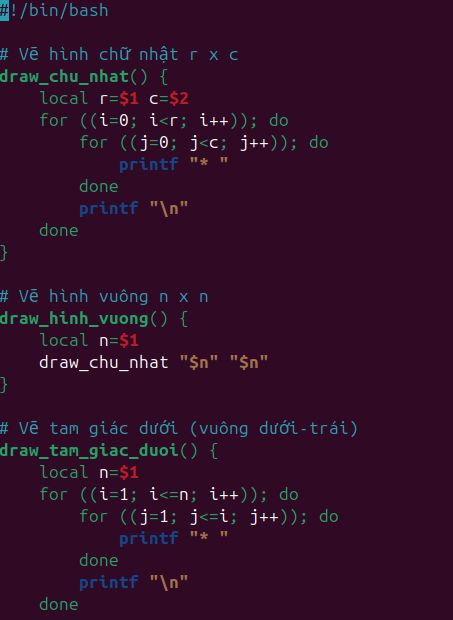 #!/bin/bash

# Vẽ hình chữ nhật r x c
draw_chu_nhat() {
    local r=$1 c=$2
    for ((i=0; i<r; i++)); do
        for ((j=0; j<c; j++)); do
            printf "* "
        done
        printf "\n"
    done
}

# Vẽ hình vuông n x n
draw_hinh_vuong() {
    local n=$1
    draw_chu_nhat "$n" "$n"
}

# Vẽ tam giác dưới (vuông dưới-trái)
draw_tam_giac_duoi() {
    local n=$1
    for ((i=1; i<=n; i++)); do
        for ((j=1; j<=i; j++)); do
            printf "* "
        done
        printf "\n"
    done